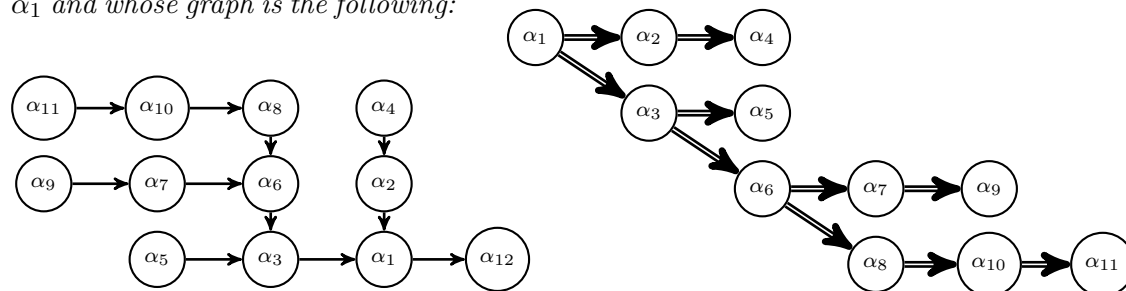 α₁ and whose graph is the following:
α₁ α₂ α₄
α₁₁ α₁₀ α₈ α₄ α₃ α₅
α₉ α₇ α₆ α₂ α₆ α₇ α₉
α₅ α₃ α₁ α₁₂ α₈ α₁₀ α₁₁